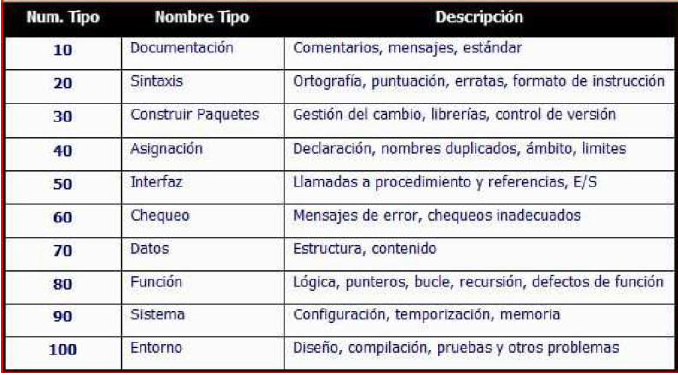 Num. Tipo Nombre Tipo Descripción
10 Documentación Comentarios, mensajes, estándar
20 Sintaxis Ortografía, puntuación, erratas, formato de instrucción
30 Construir Paquetes Gestión del cambio, librerías, control de versión
40 Asignación Declaración, nombres duplicados, ámbito, limites
50 Interfaz Llamadas a procedimiento y referencias, E/S
60 Chequeo Mensajes de error, chequeos inadecuados
70 Datos Estructura, contenido
80 Función Lógica, punteros, bucle, recursión, defectos de función
90 Sistema Configuración, temporización, memoria
100 Entorno Diseño, compilación, pruebas y otros problemas